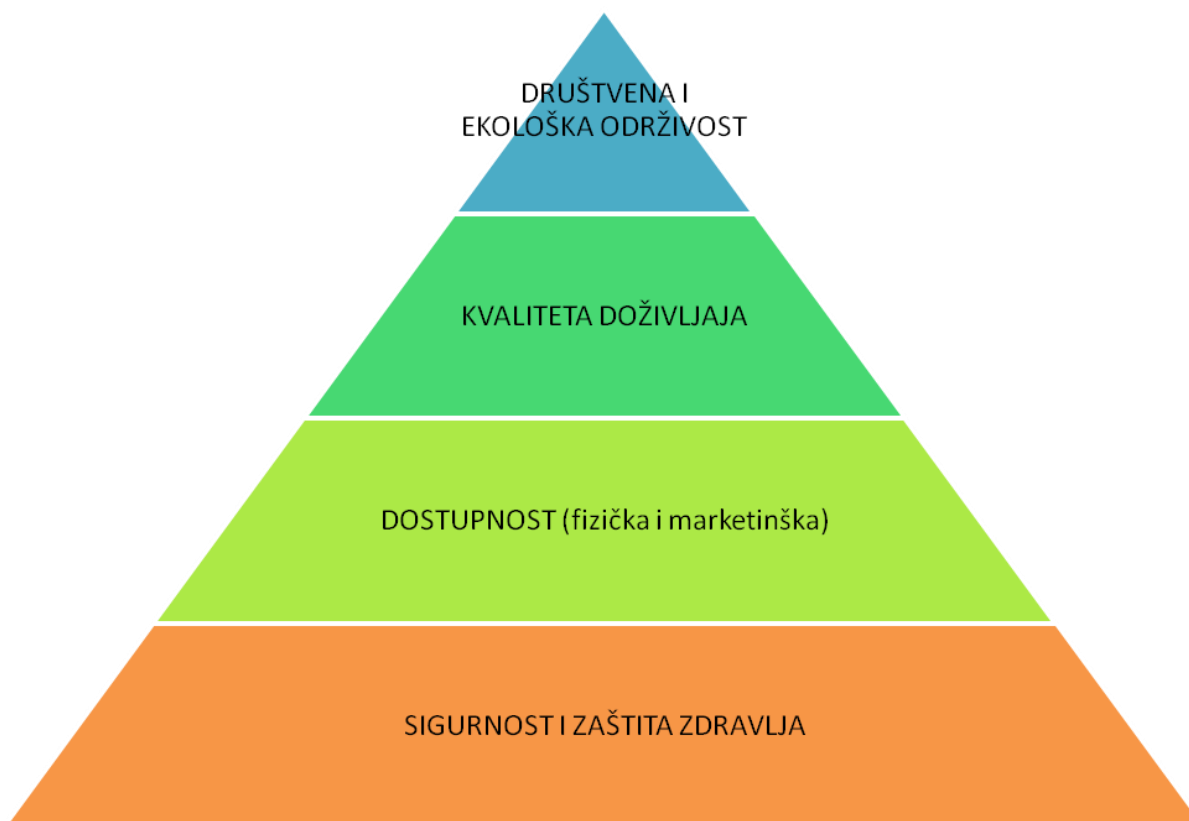 DRUŠTVENA I
EKOLOŠKA ODRŽIVOST
KVALITETA DOŽIVLJAJA
DOSTUPNOST (fizička i marketinška)
SIGURNOST I ZAŠTITA ZDRAVLJA